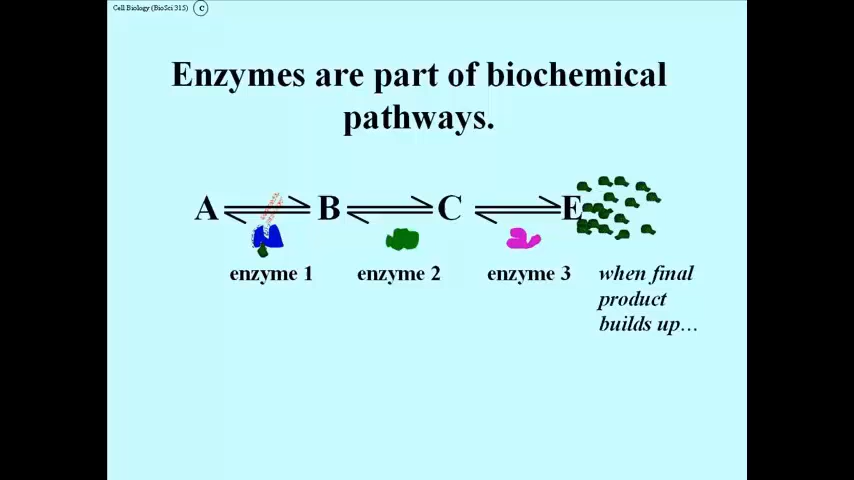 Cell Biology (BioSci 315) C
Enzymes are part of biochemical
pathways.
A B C E
enzyme 1 enzyme 2 enzyme 3 when final
product
builds up…